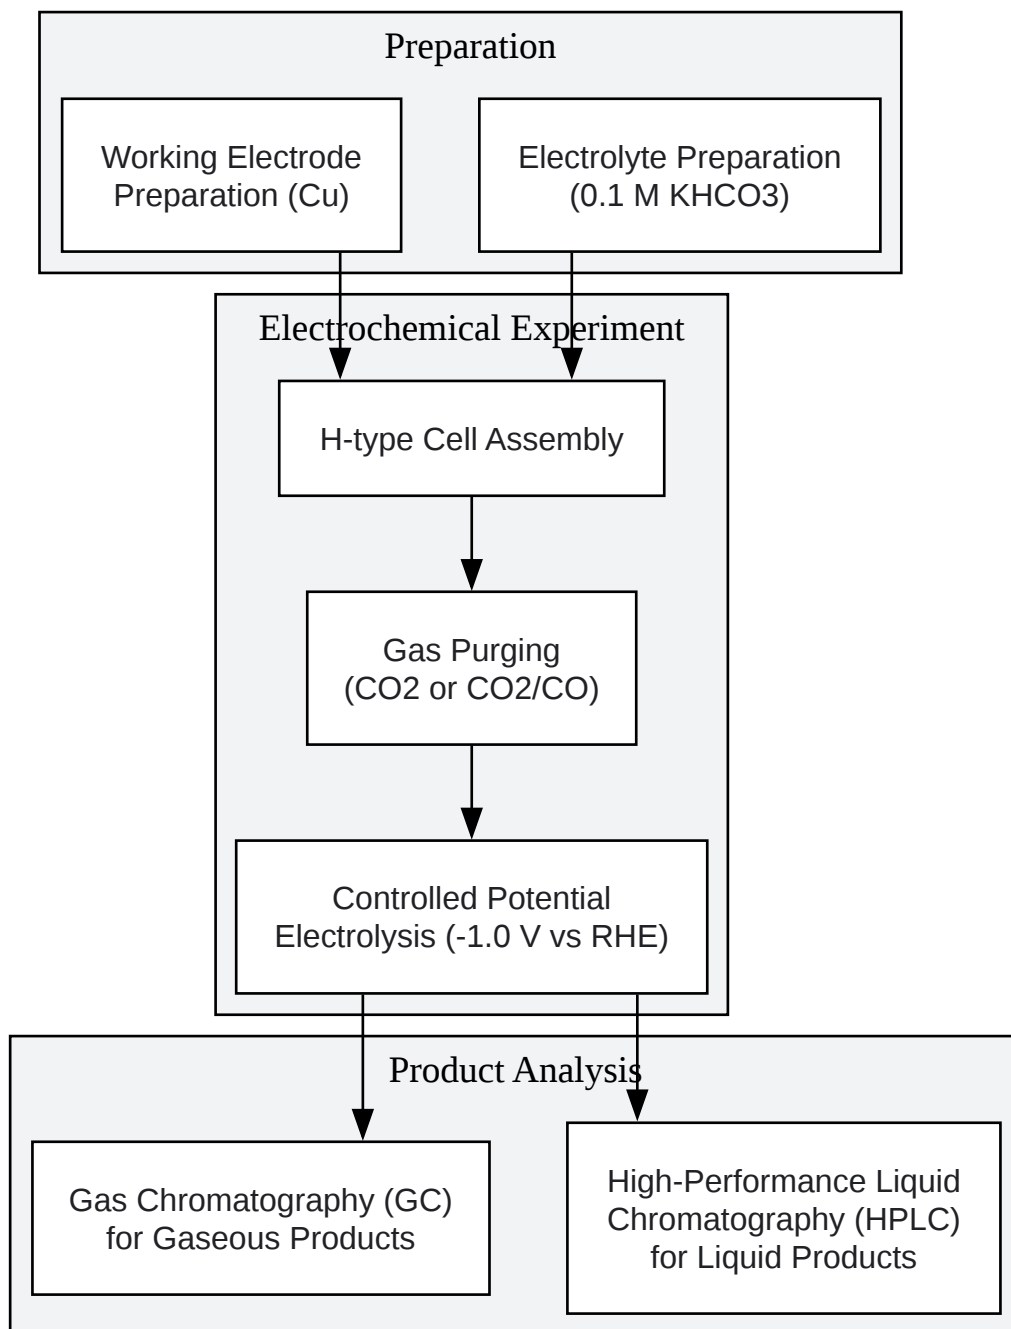 Preparation
Working Electrode
Preparation (Cu)
Electrolyte Preparation
(0.1 M KHCO3)
Electrochemical Experiment
H-type Cell Assembly
Gas Purging
(CO2 or CO2/CO)
Controlled Potential
Electrolysis (-1.0 V vs RHE)
Product Analysis
Gas Chromatography (GC)
for Gaseous Products
High-Performance Liquid
Chromatography (HPLC)
for Liquid Products